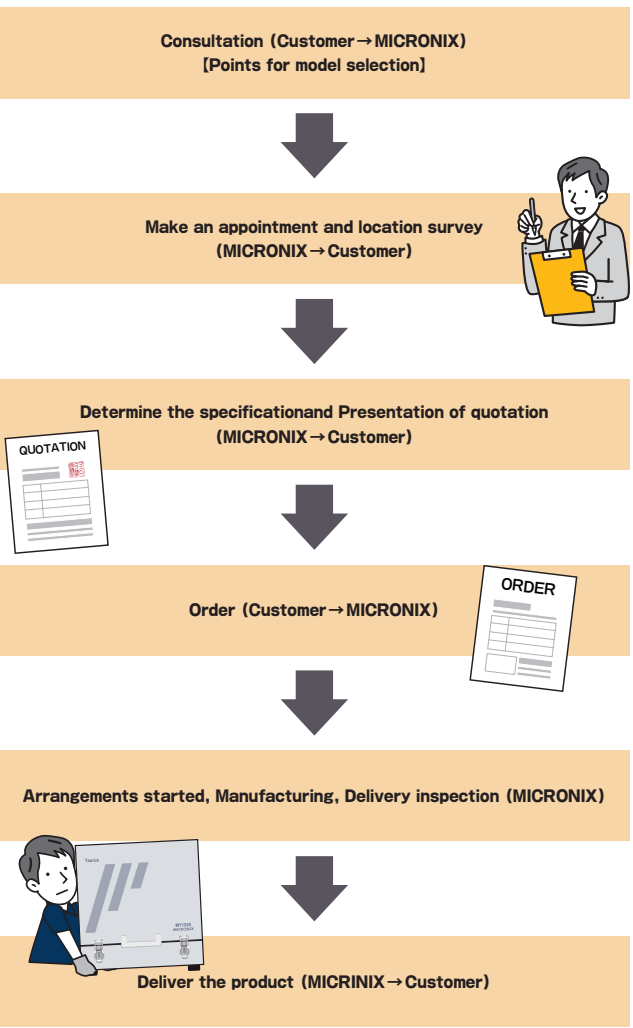 Consultation (Customer→MICRONIX)
【Points for model selection】
Make an appointment and location survey
(MICRONIX→Customer)
Determine the specificationand Presentation of quotation
(MICRONIX→Customer)
QUOTATION
Order (Customer→MICRONIX)
ORDER
Arrangements started, Manufacturing, Delivery inspection (MICRONIX)
MY1520
MICRONIX
Deliver the product (MICRINIX→Customer)